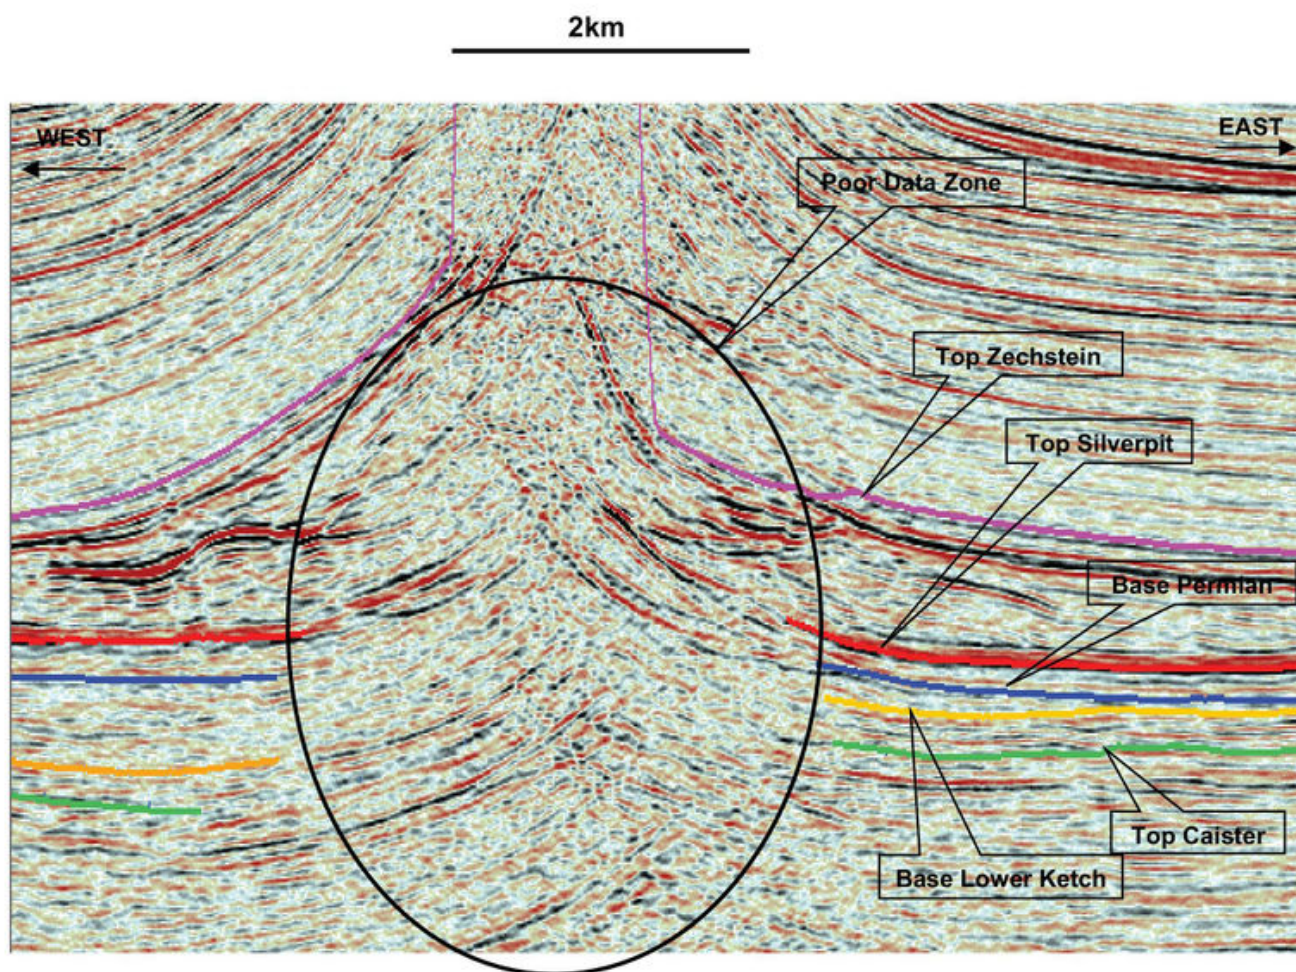 2km
WEST
EAST
Poor Data Zone
Top Zechstein
Top Silverpit
Base Permian
Top Caister
Base Lower Ketch